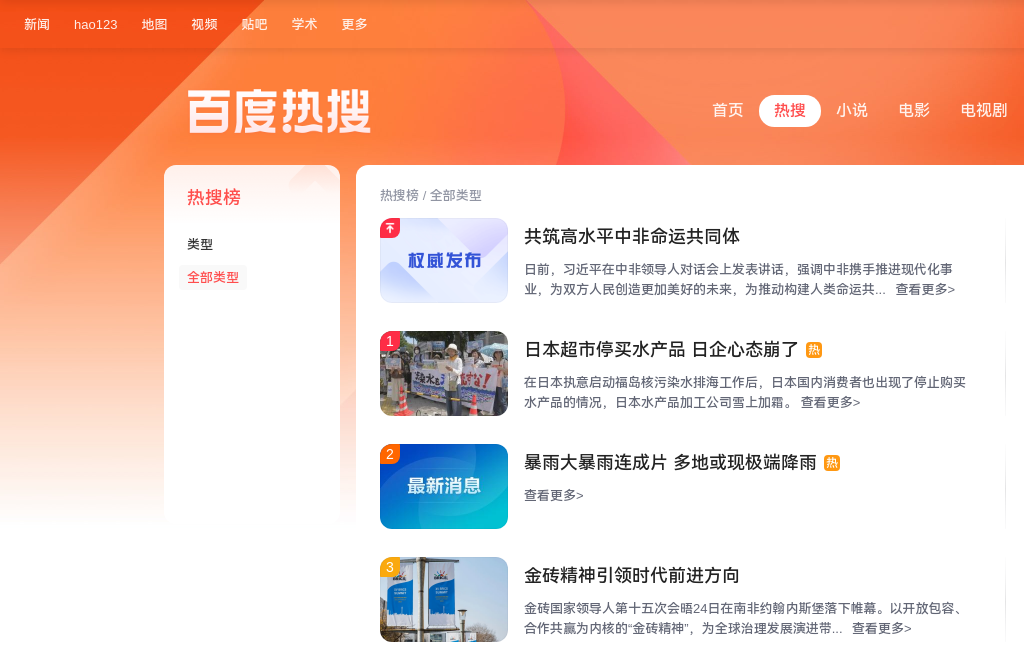 新闻 hao123 地图 视频 贴吧 学术 更多
百度热搜
首页 热搜 小说 电影 电视剧
热搜榜
类型
全部类型
热搜榜 / 全部类型
权威发布
共筑高水平中非命运共同体
日前，习近平在中非领导人对话会上发表讲话，强调中非携手推进现代化事
业，为双方人民创造更加美好的未来，为推动构建人类命运共... 查看更多>
1
日本超市停买水产品 日企心态崩了 热
在日本执意启动福岛核污染水排海工作后，日本国内消费者也出现了停止购买
水产品的情况，日本水产品加工公司雪上加霜。 查看更多>
2
最新消息
暴雨大暴雨连成片 多地或现极端降雨 热
查看更多>
3
金砖精神引领时代前进方向
金砖国家领导人第十五次会晤24日在南非约翰内斯堡落下帷幕。以开放包容、
合作共赢为内核的“金砖精神”，为全球治理发展演进带... 查看更多>